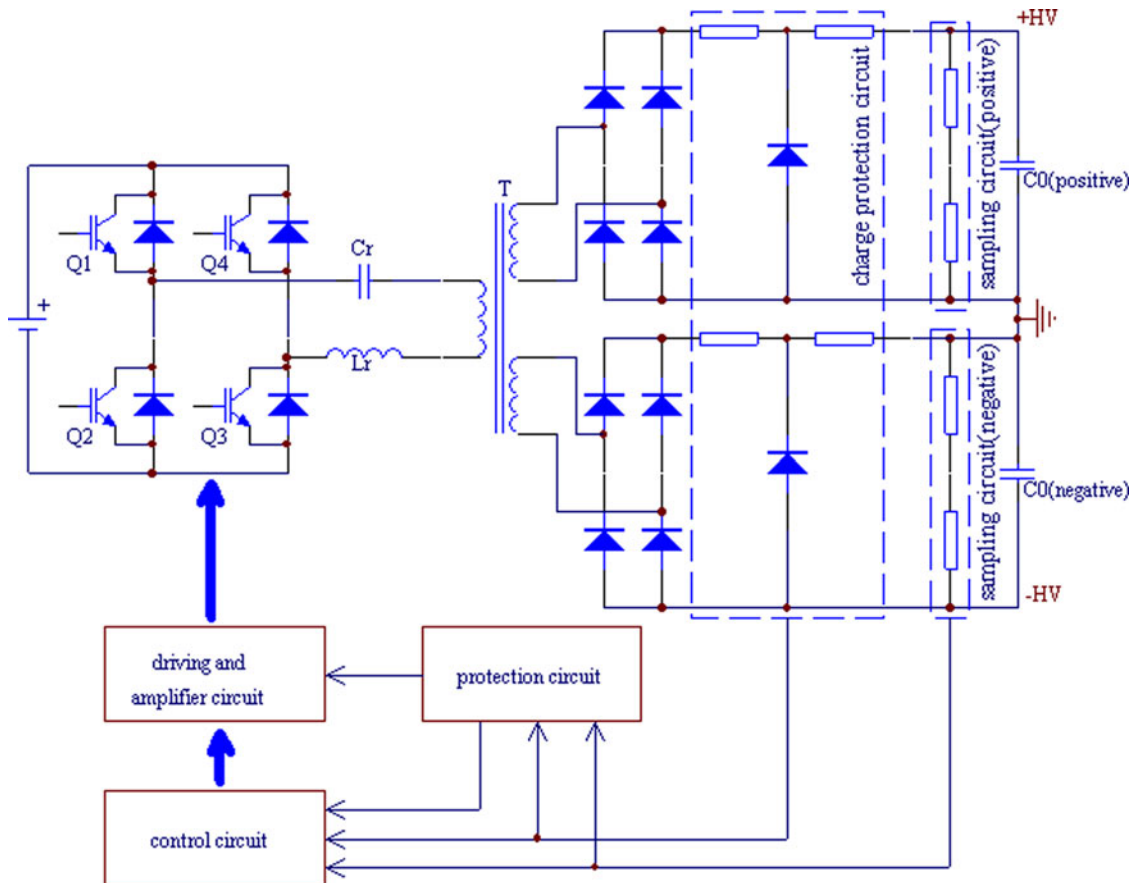 +HV
charge protection circuit
sampling circuit(positive)
C0(positive)
T
Q1
Q4
Cr
+
Lr
Q2
Q3
sampling circuit(negative)
C0(negative)
-HV
driving and
amplifier circuit
protection circuit
control circuit